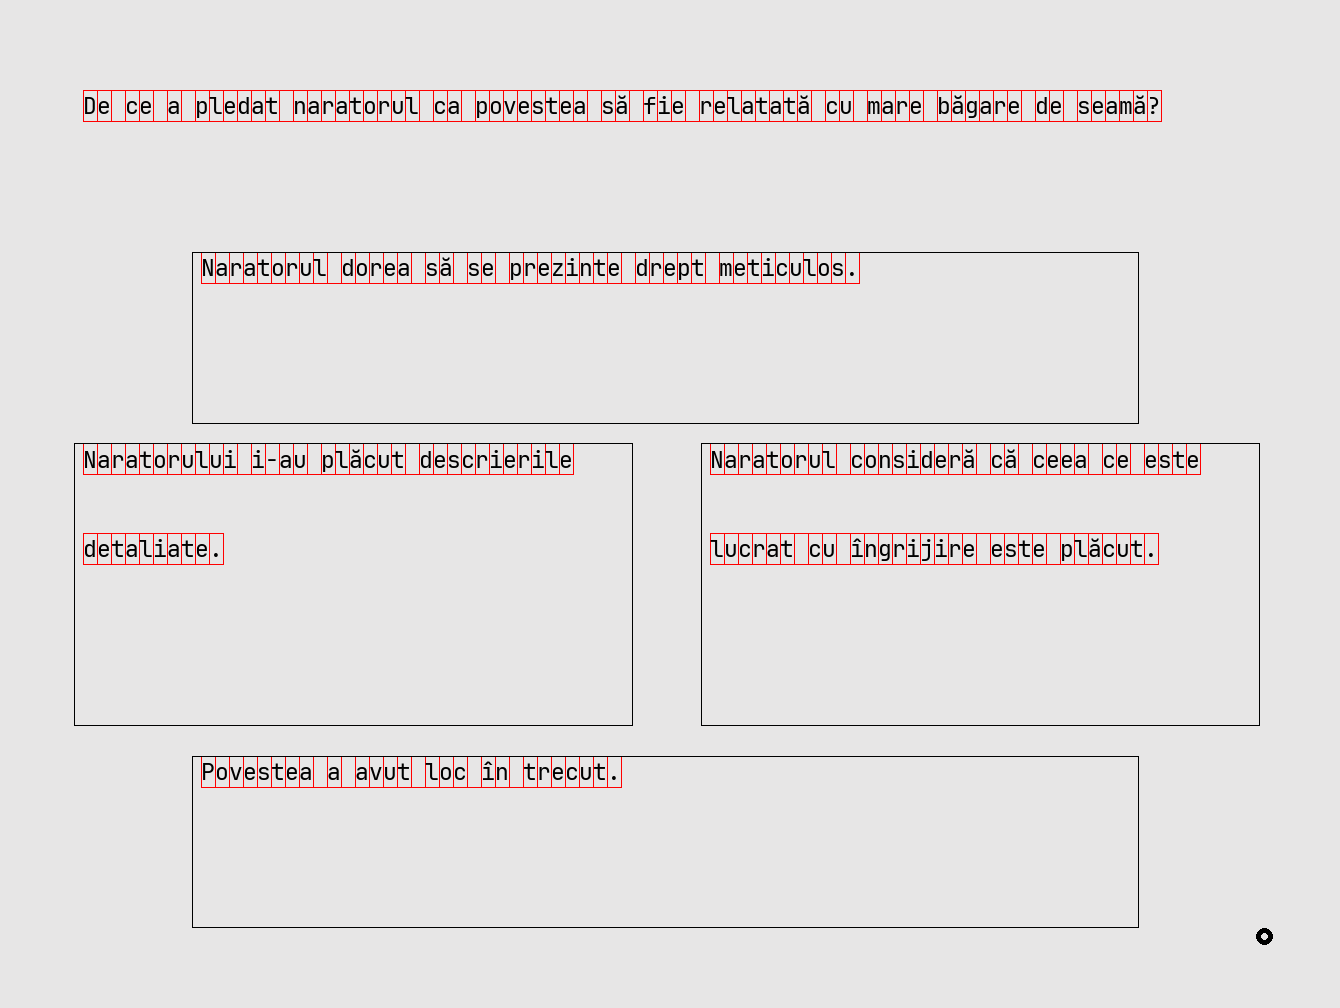 De ce a pledat naratorul ca povestea să fie relatată cu mare băgare de seamă?
Naratorul dorea să se prezinte drept meticulos.
Naratorului i-au plăcut descrierile
detaliate.
Naratorul consideră că ceea ce este
lucrat cu îngrijire este plăcut.
Povestea a avut loc în trecut.